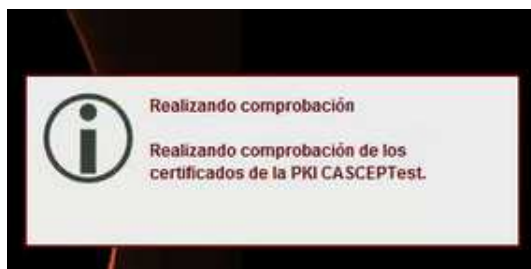 Realizando comprobación
Realizando comprobación de los
certificados de la PKI CASCEPTest.